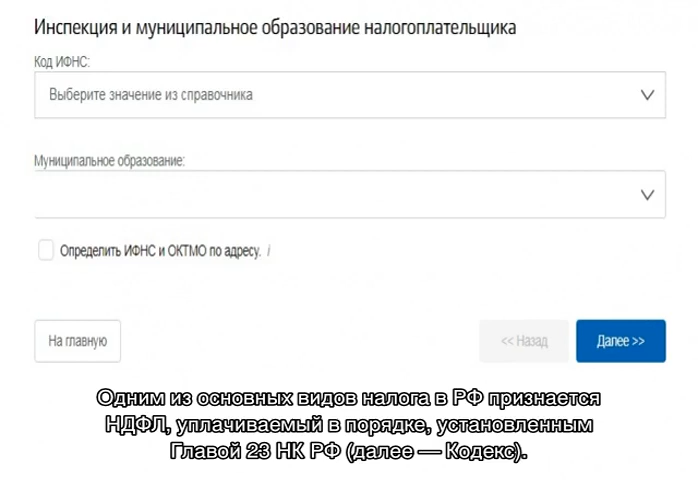 Инспекция и муниципальное образование налогоплательщика
Код ИФНС:
Выберите значение из справочника
Муниципальное образование:
Определить ИФНС и ОКТМО по адресу. i
На главную
<< Назад
Далее >>
Одним из основных видов налога в РФ признается
НДФЛ, уплачиваемый в порядке, установленным
Главой 23 НК РФ (далее — Кодекс).